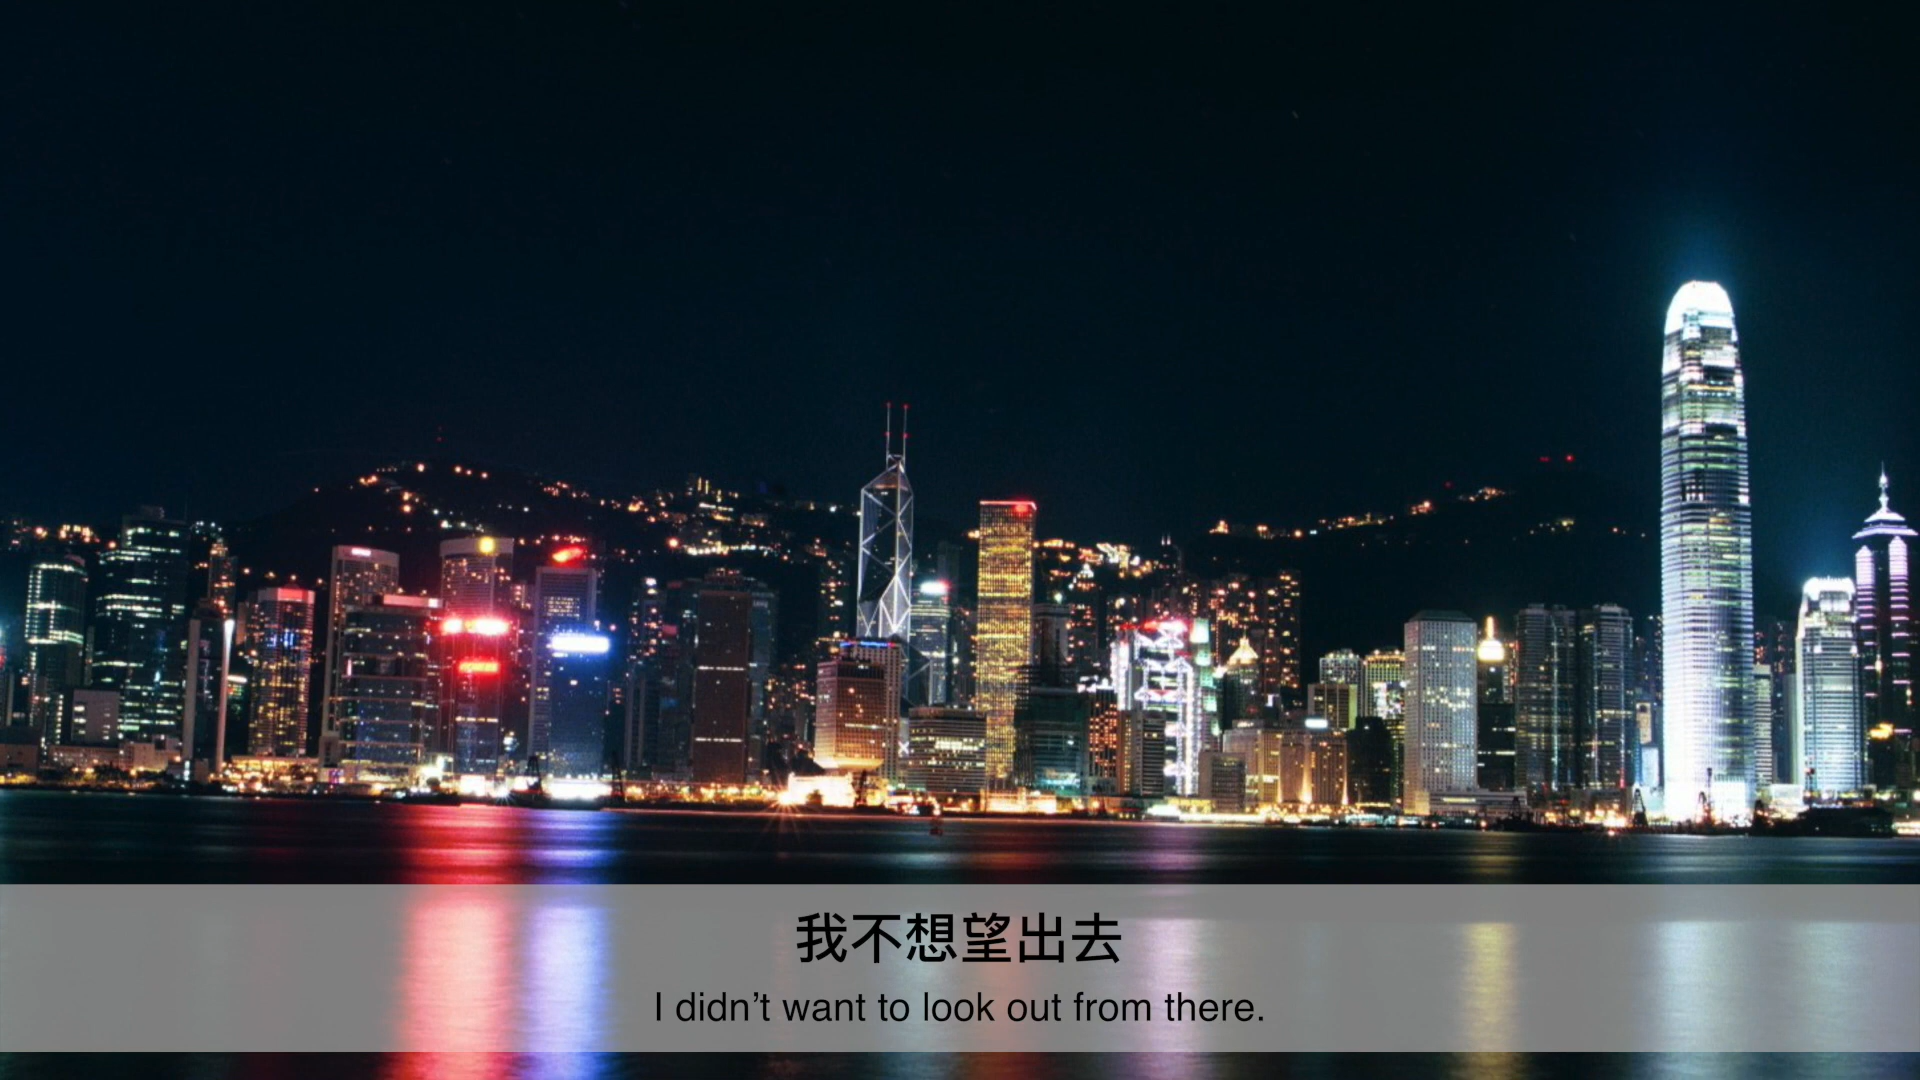 我不想望出去
I didn’t want to look out from there.